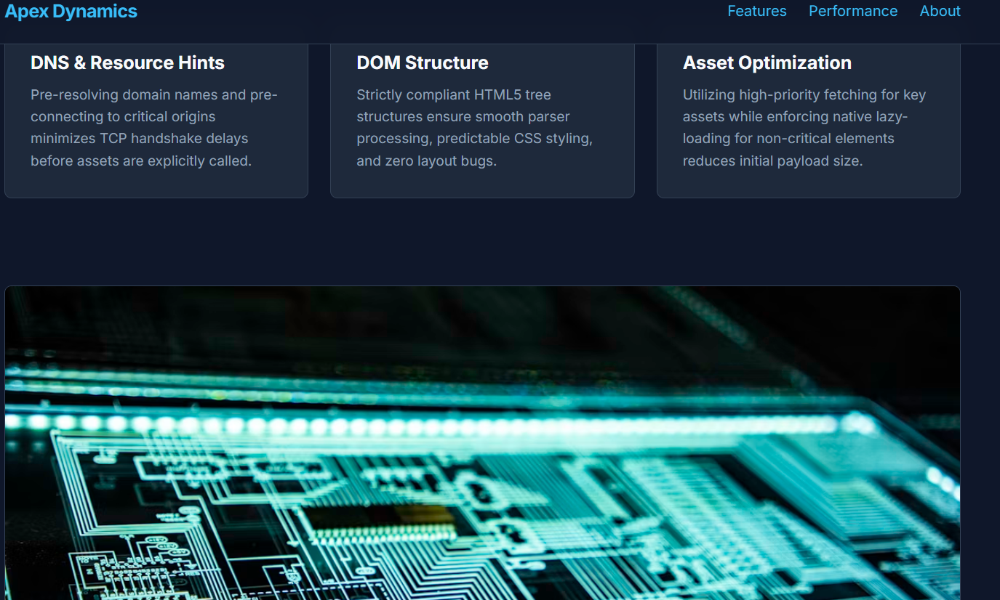 Apex Dynamics
Features Performance About
DNS & Resource Hints
Pre-resolving domain names and pre-
connecting to critical origins
minimizes TCP handshake delays
before assets are explicitly called.
DOM Structure
Strictly compliant HTML5 tree
structures ensure smooth parser
processing, predictable CSS styling,
and zero layout bugs.
Asset Optimization
Utilizing high-priority fetching for key
assets while enforcing native lazy-
loading for non-critical elements
reduces initial payload size.